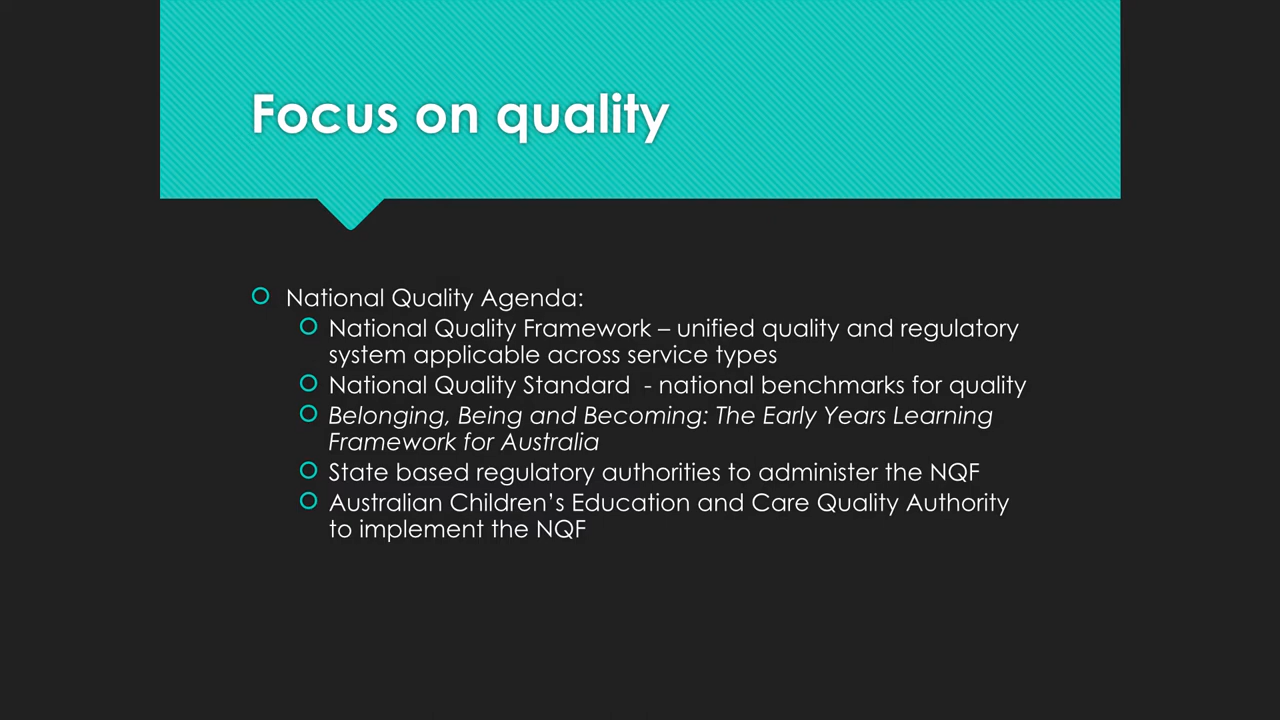 Focus on quality
National Quality Agenda:
National Quality Framework – unified quality and regulatory
system applicable across service types
National Quality Standard  - national benchmarks for quality
Belonging, Being and Becoming: The Early Years Learning
Framework for Australia
State based regulatory authorities to administer the NQF
Australian Children’s Education and Care Quality Authority
to implement the NQF